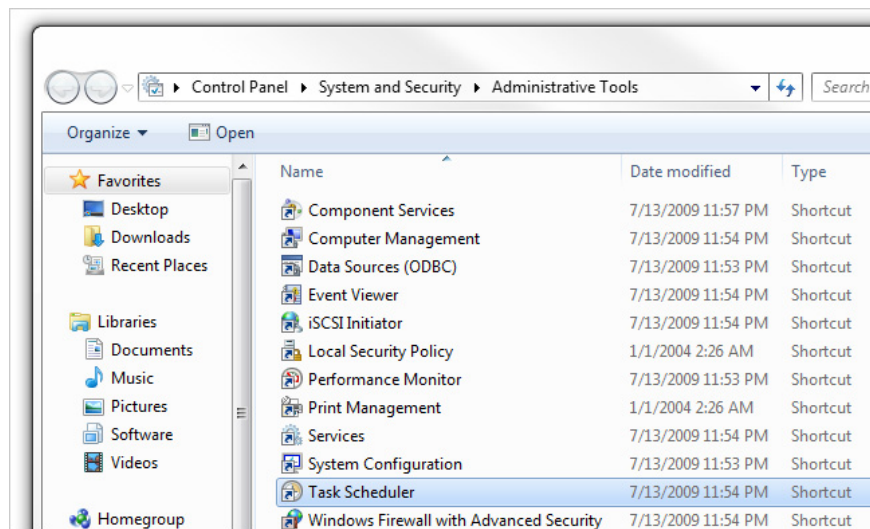 Control Panel System and Security Administrative Tools Search
Organize Open
Favorites
Desktop
Downloads
Recent Places
Libraries
Documents
Music
Pictures
Software
Videos
Homegroup
Name Date modified Type
Component Services 7/13/2009 11:57 PM Shortcut
Computer Management 7/13/2009 11:54 PM Shortcut
Data Sources (ODBC) 7/13/2009 11:53 PM Shortcut
Event Viewer 7/13/2009 11:54 PM Shortcut
iSCSI Initiator 7/13/2009 11:54 PM Shortcut
Local Security Policy 1/1/2004 2:26 AM Shortcut
Performance Monitor 7/13/2009 11:53 PM Shortcut
Print Management 1/1/2004 2:26 AM Shortcut
Services 7/13/2009 11:54 PM Shortcut
System Configuration 7/13/2009 11:53 PM Shortcut
Task Scheduler 7/13/2009 11:54 PM Shortcut
Windows Firewall with Advanced Security 7/13/2009 11:54 PM Shortcut